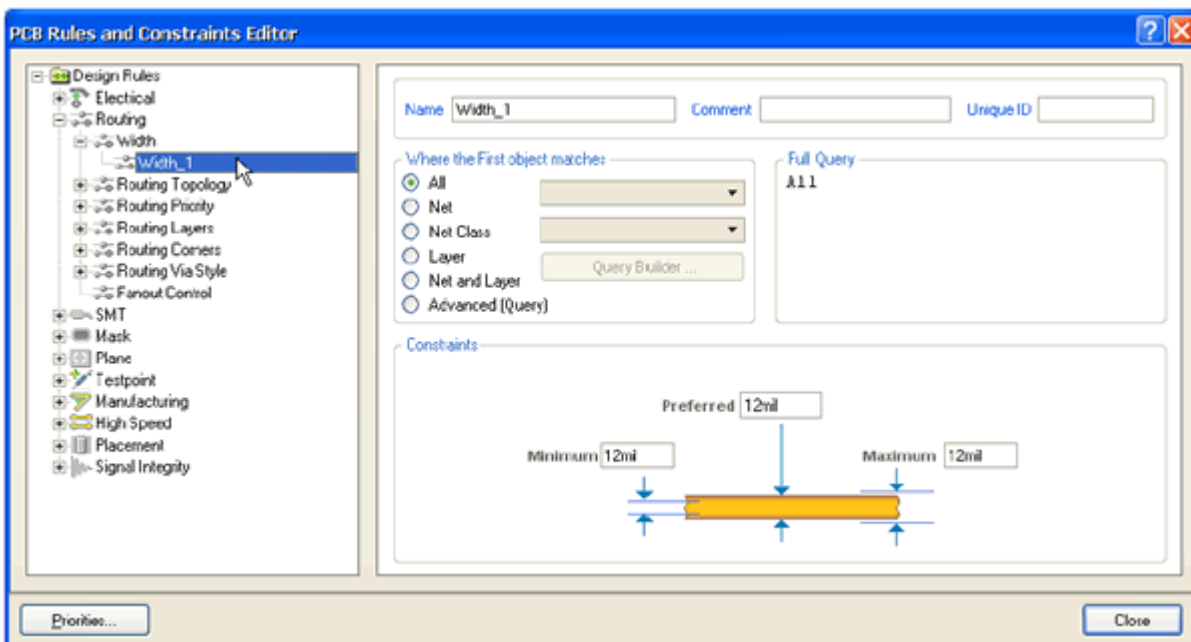 PCB Rules and Constraints Editor
Design Rules
Electrical
Routing
Width
Width_1
Routing Topology
Routing Priority
Routing Layers
Routing Corners
Routing Via Style
Fanout Control
SMT
Mask
Plane
Testpoint
Manufacturing
High Speed
Placement
Signal Integrity
Name Width_1 Comment Unique ID
Where the First object matches
All
Net
Net Class
Layer
Net and Layer
Advanced (Query)
Query Builder ...
Full Query
All
Constraints
Preferred 12mil
Minimum 12mil Maximum 12mil
Priorities... Close